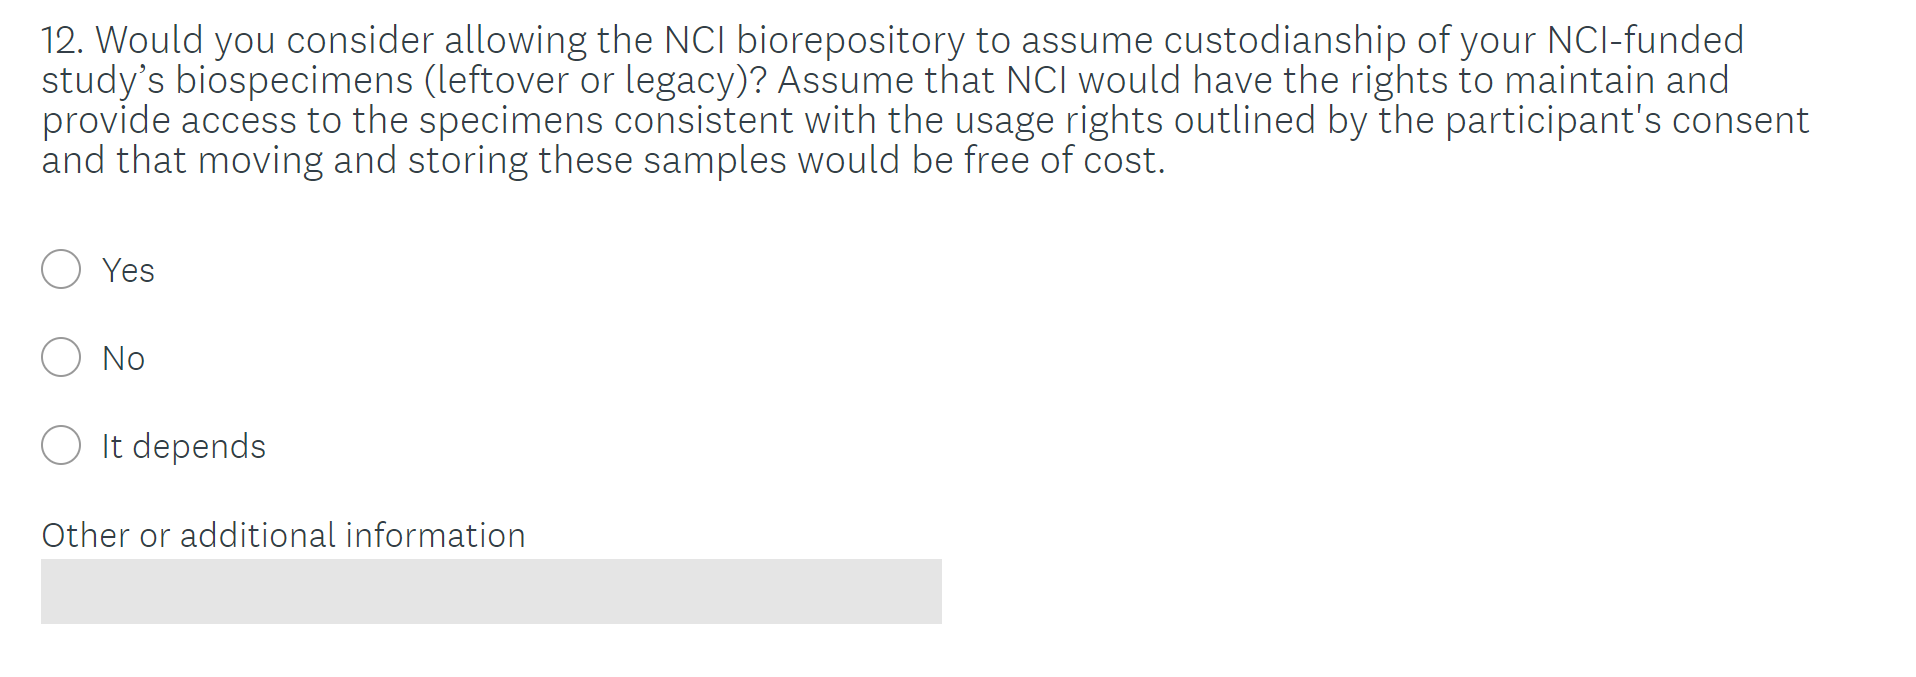 12. Would you consider allowing the NCI biorepository to assume custodianship of your NCI-funded
study’s biospecimens (leftover or legacy)? Assume that NCI would have the rights to maintain and
provide access to the specimens consistent with the usage rights outlined by the participant's consent
and that moving and storing these samples would be free of cost.
Yes
No
It depends
Other or additional information